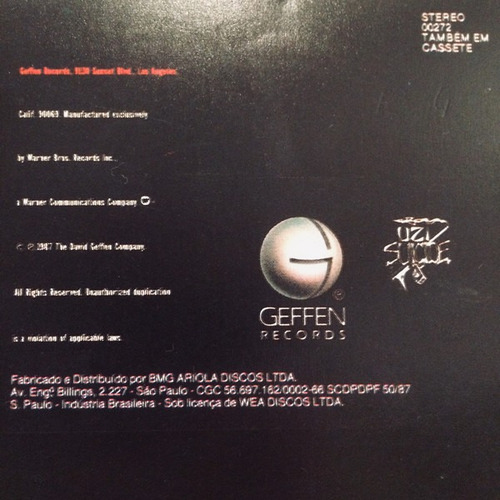 STEREO
00272
TAMBÉM EM
CASSETE
Geffen Records, 9130 Sunset Blvd., Los Angeles,
Calif. 90069. Manufactured exclusively
by Warner Bros. Records Inc.,
a Warner Communications Company
© ℗ 1987 The David Geffen Company.
All Rights Reserved. Unauthorized duplication
is a violation of applicable laws.
UZI
SUICIDE
GEFFEN ®
RECORDS
Fabricado e Distribuído por BMG ARIOLA DISCOS LTDA.
Av. Engº Billings, 2.227 - São Paulo - CGC 56.697.162/0002-66 SCDPDPF 50/87
S. Paulo - Indústria Brasileira - Sob licença de WEA DISCOS LTDA.